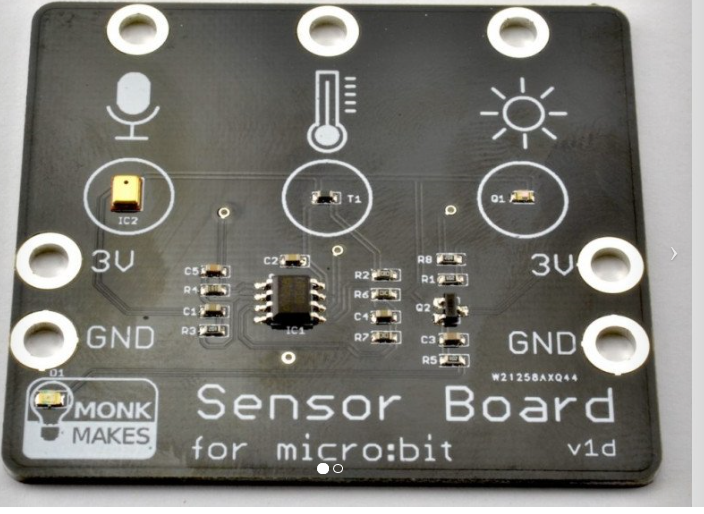 IC2
T1
Q1
3V
3V
C5
C2
R8
R4
R2
R1
C1
R6
Q2
R3
IC1
C4
R7
C3
R5
GND
GND
D1
W21258AXQ44
MONK
MAKES
Sensor Board
for micro:bit
v1d